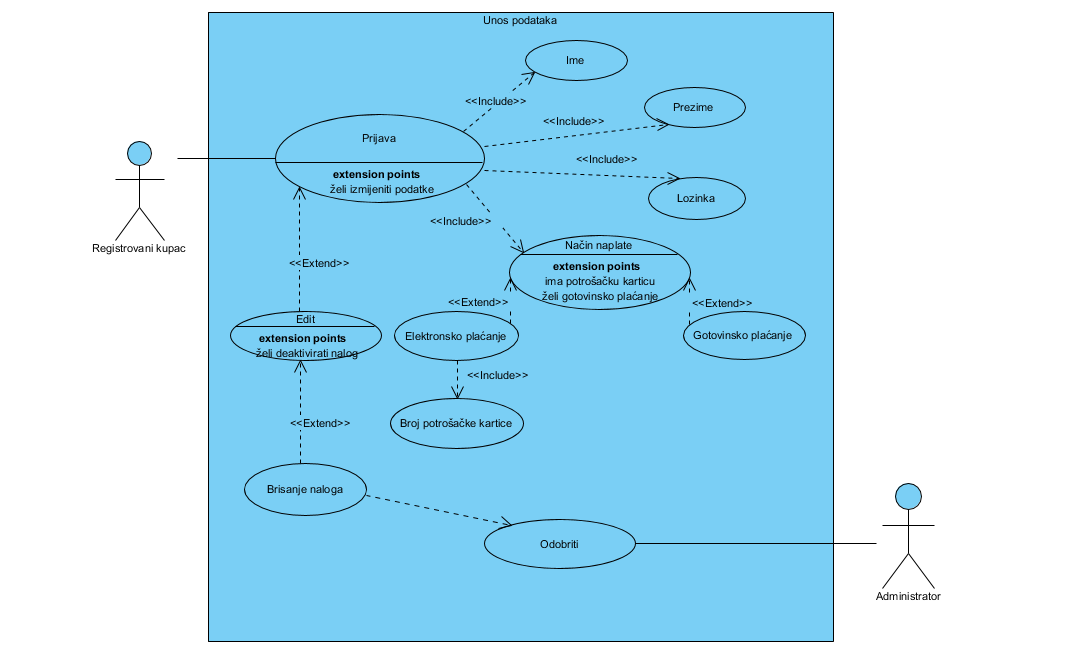 Unos podataka
Ime
<<Include>>
Prezime
<<Include>>
Prijava
<<Include>>
extension points
želi izmijeniti podatke
Lozinka
<<Include>>
Registrovani kupac
Način naplate
<<Extend>>
extension points
ima potrošačku karticu
želi gotovinsko plaćanje
<<Extend>>
<<Extend>>
Edit
extension points
želi deaktivirati nalog
Elektronsko plaćanje
Gotovinsko plaćanje
<<Include>>
<<Extend>>
Broj potrošačke kartice
Brisanje naloga
Odobriti
Administrator